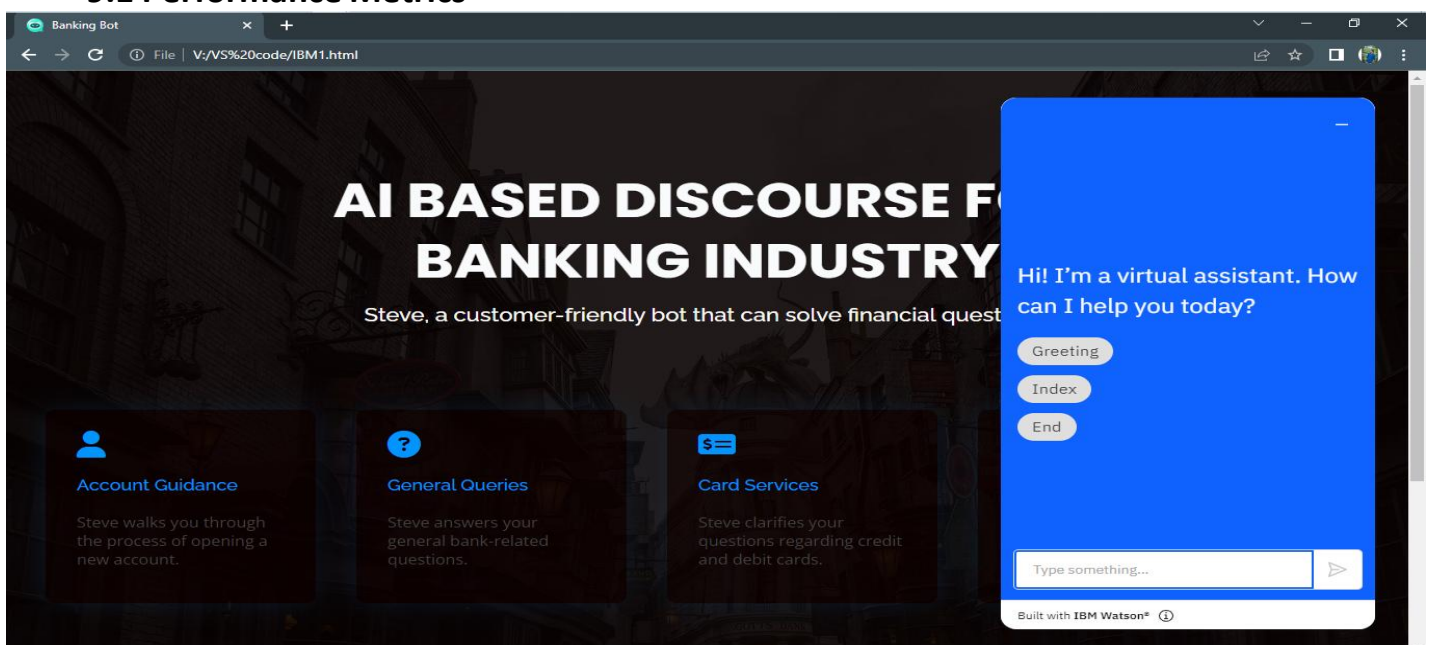 Performance Metrics
Banking Bot
File | V:/VS%20code/IBM1.html
AI BASED DISCOURSE F
BANKING INDUSTRY
Steve, a customer-friendly bot that can solve financial quest
Account Guidance
Steve walks you through
the process of opening a
new account.
General Queries
Steve answers your
general bank-related
questions.
Card Services
Steve clarifies your
questions regarding credit
and debit cards.
Hi! I’m a virtual assistant. How
can I help you today?
Greeting
Index
End
Type something...
Built with IBM Watson®